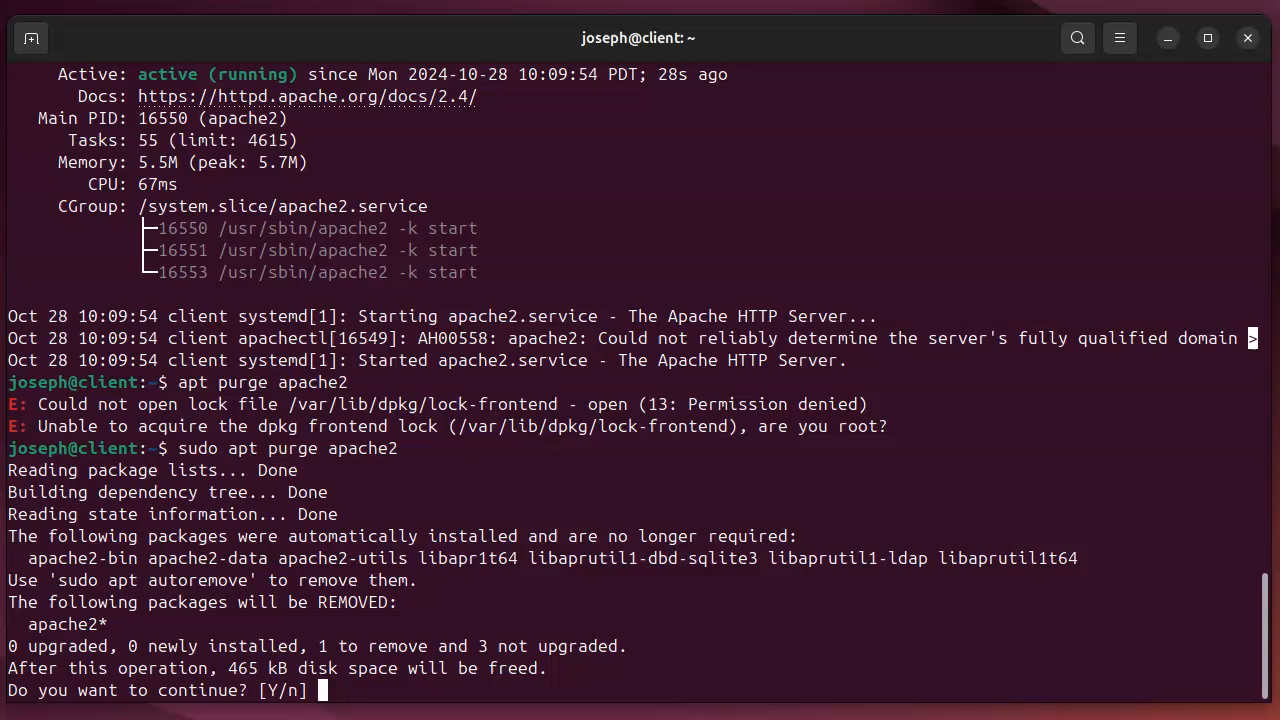 joseph@client: ~
Active: active (running) since Mon 2024-10-28 10:09:54 PDT; 28s ago
Docs: https://httpd.apache.org/docs/2.4/
Main PID: 16550 (apache2)
Tasks: 55 (limit: 4615)
Memory: 5.5M (peak: 5.7M)
CPU: 67ms
CGroup: /system.slice/apache2.service
├─16550 /usr/sbin/apache2 -k start
├─16551 /usr/sbin/apache2 -k start
└─16553 /usr/sbin/apache2 -k start
Oct 28 10:09:54 client systemd[1]: Starting apache2.service - The Apache HTTP Server...
Oct 28 10:09:54 client apachectl[16549]: AH00558: apache2: Could not reliably determine the server's fully qualified domain >
Oct 28 10:09:54 client systemd[1]: Started apache2.service - The Apache HTTP Server.
joseph@client:~$ apt purge apache2
E: Could not open lock file /var/lib/dpkg/lock-frontend - open (13: Permission denied)
E: Unable to acquire the dpkg frontend lock (/var/lib/dpkg/lock-frontend), are you root?
joseph@client:~$ sudo apt purge apache2
Reading package lists... Done
Building dependency tree... Done
Reading state information... Done
The following packages were automatically installed and are no longer required:
apache2-bin apache2-data apache2-utils libapr1t64 libaprutil1-dbd-sqlite3 libaprutil1-ldap libaprutil1t64
Use 'sudo apt autoremove' to remove them.
The following packages will be REMOVED:
apache2*
0 upgraded, 0 newly installed, 1 to remove and 3 not upgraded.
After this operation, 465 kB disk space will be freed.
Do you want to continue? [Y/n]